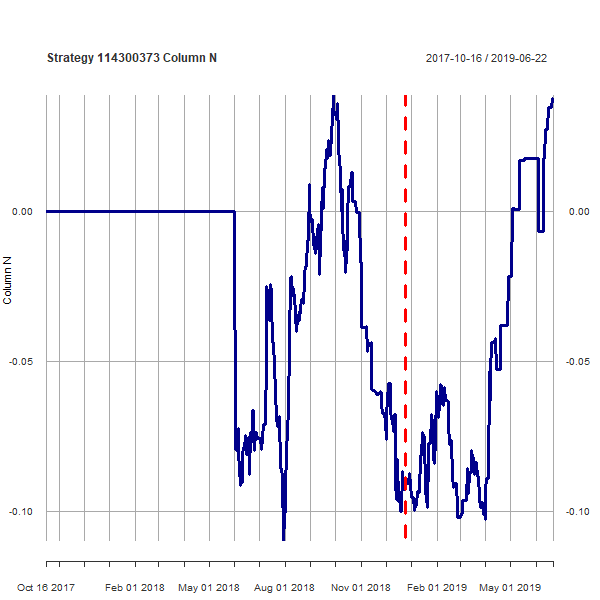 Strategy 114300373 Column N
2017-10-16 / 2019-06-22
Column N
0.00
0.00
-0.05
-0.05
-0.10
-0.10
Oct 16 2017
Feb 01 2018
May 01 2018
Aug 01 2018
Nov 01 2018
Feb 01 2019
May 01 2019